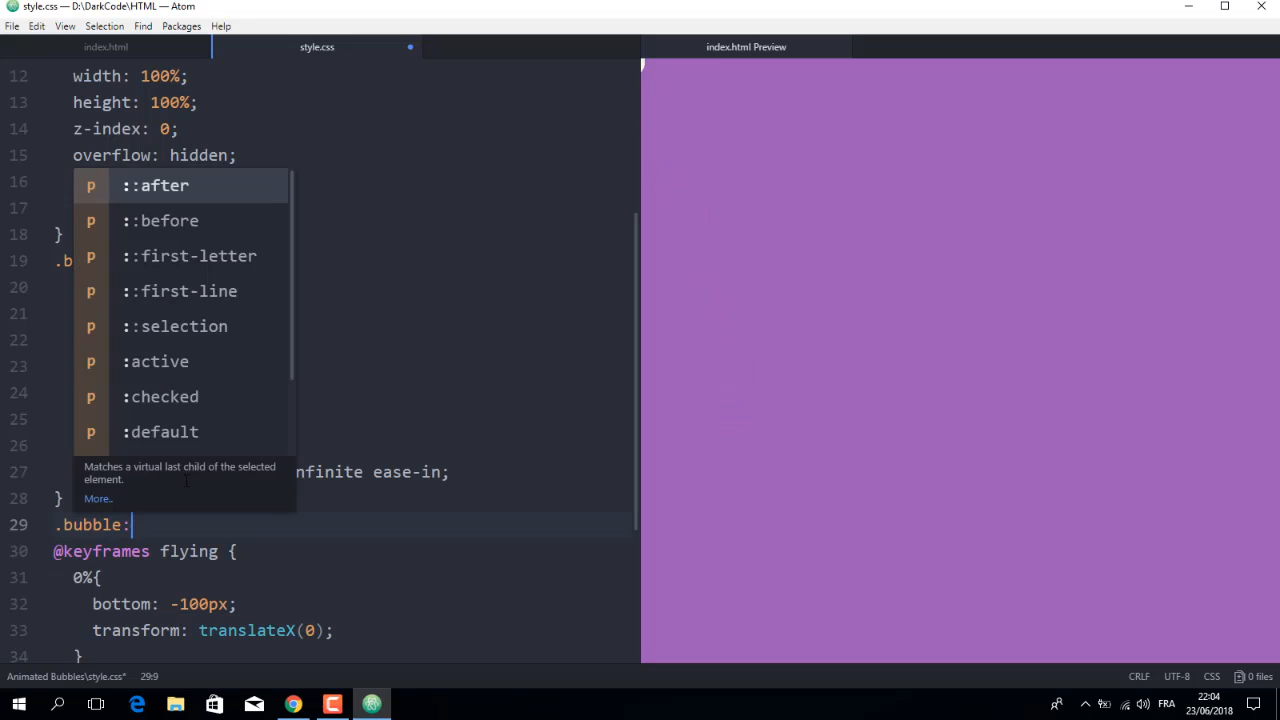 style.css — D:\DarkCode\HTML — Atom
File Edit View Selection Find Packages Help
index.html style.css index.html Preview
12 width: 100%;
13 height: 100%;
14 z-index: 0;
15 overflow: hidden;
16 p ::after
17 p ::before
18 }
p ::first-letter
19 .b
20 p ::first-line
21
22 p ::selection
23 p :active
24 p :checked
25 p :default
26
27 nfinite ease-in;
Matches a virtual last child of the selected
element.
28 }
More..
29 .bubble:
30 @keyframes flying {
31 0%{
32 bottom: -100px;
33 transform: translateX(0);
34 }
Animated Bubbles\style.css* 29:9 CRLF UTF-8 CSS 0 files
FRA 22:04
23/06/2018